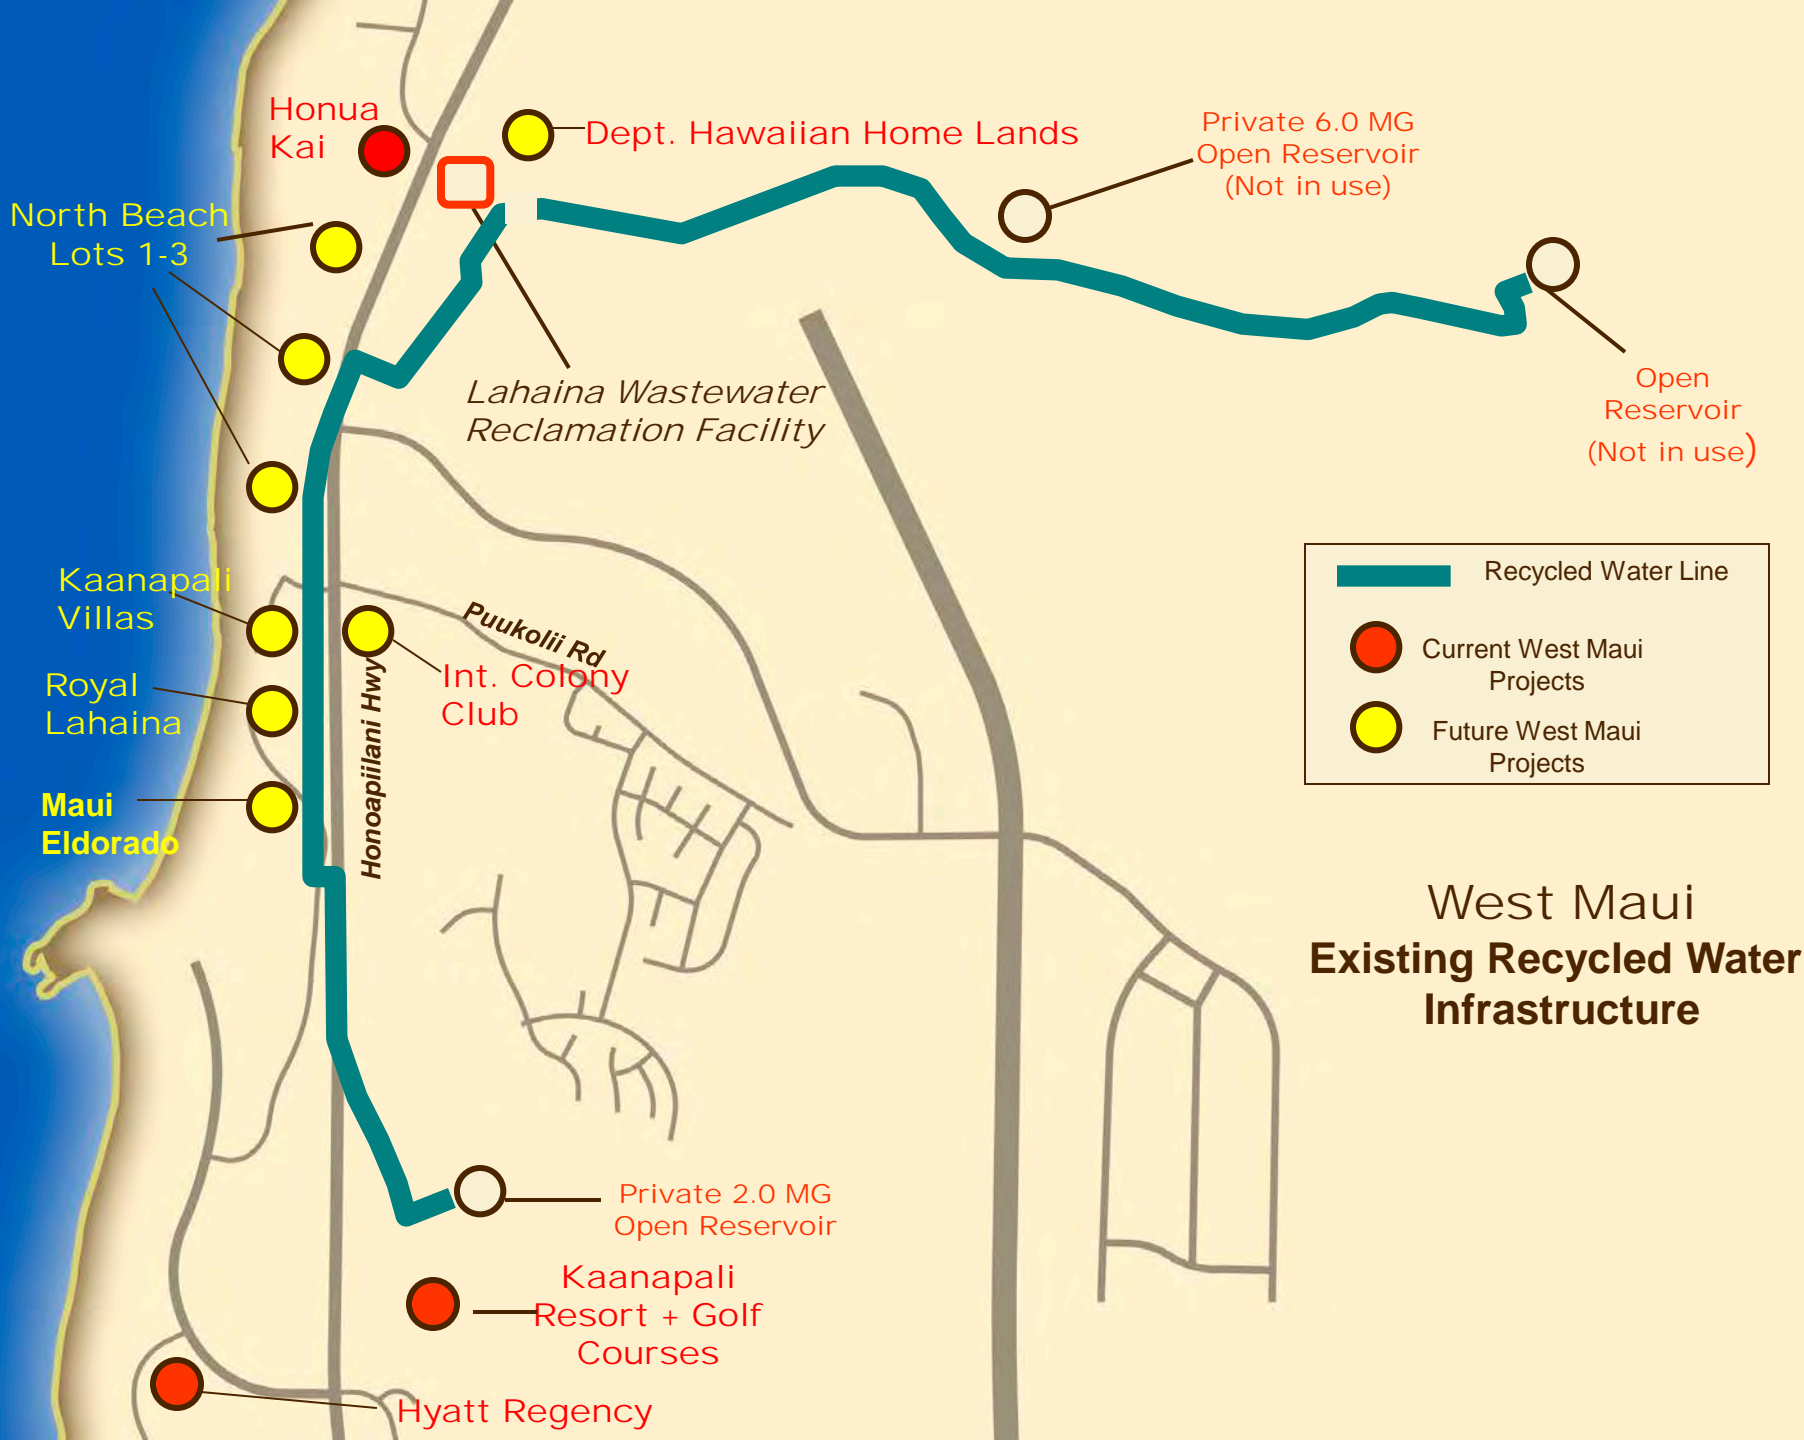 Honua
Kai
Dept. Hawaiian Home Lands
Private 6.0 MG
Open Reservoir
(Not in use)
North Beach
Lots 1-3
Lahaina Wastewater
Reclamation Facility
Open
Reservoir
(Not in use)
Recycled Water Line
Current West Maui
Projects
Future West Maui
Projects
Kaanapali
Villas
Puukolii Rd
Int. Colony
Club
Royal
Lahaina
Honoapiilani Hwy
Maui
Eldorado
West Maui
Existing Recycled Water
Infrastructure
Private 2.0 MG
Open Reservoir
Kaanapali
Resort + Golf
Courses
Hyatt Regency